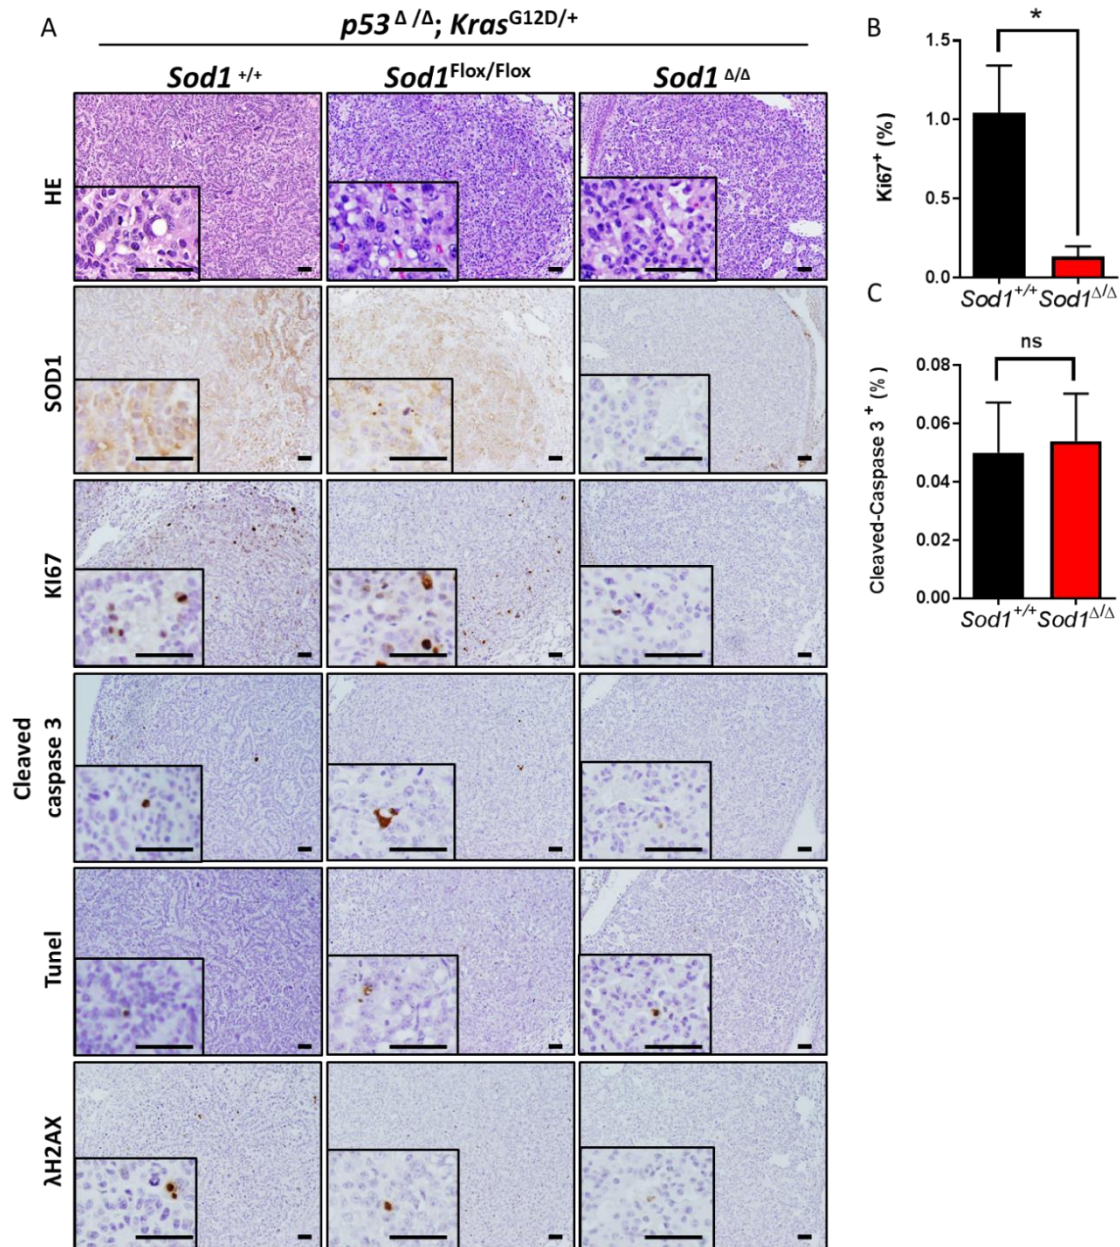 A
p53 Δ /Δ; Kras G12D/+
Sod1 +/+
Sod1 Flox/Flox
Sod1 Δ/Δ
HE
SOD1
KI67
Cleaved
caspase 3
Tunel
λH2AX
B
*
1.5
1.0
0.5
0.0
Ki67+ (%)
Sod1+/+ Sod1Δ/Δ
C
ns
0.08
0.06
0.04
0.02
0.00
Cleaved-Caspase 3 + (%)
Sod1+/+ Sod1Δ/Δ